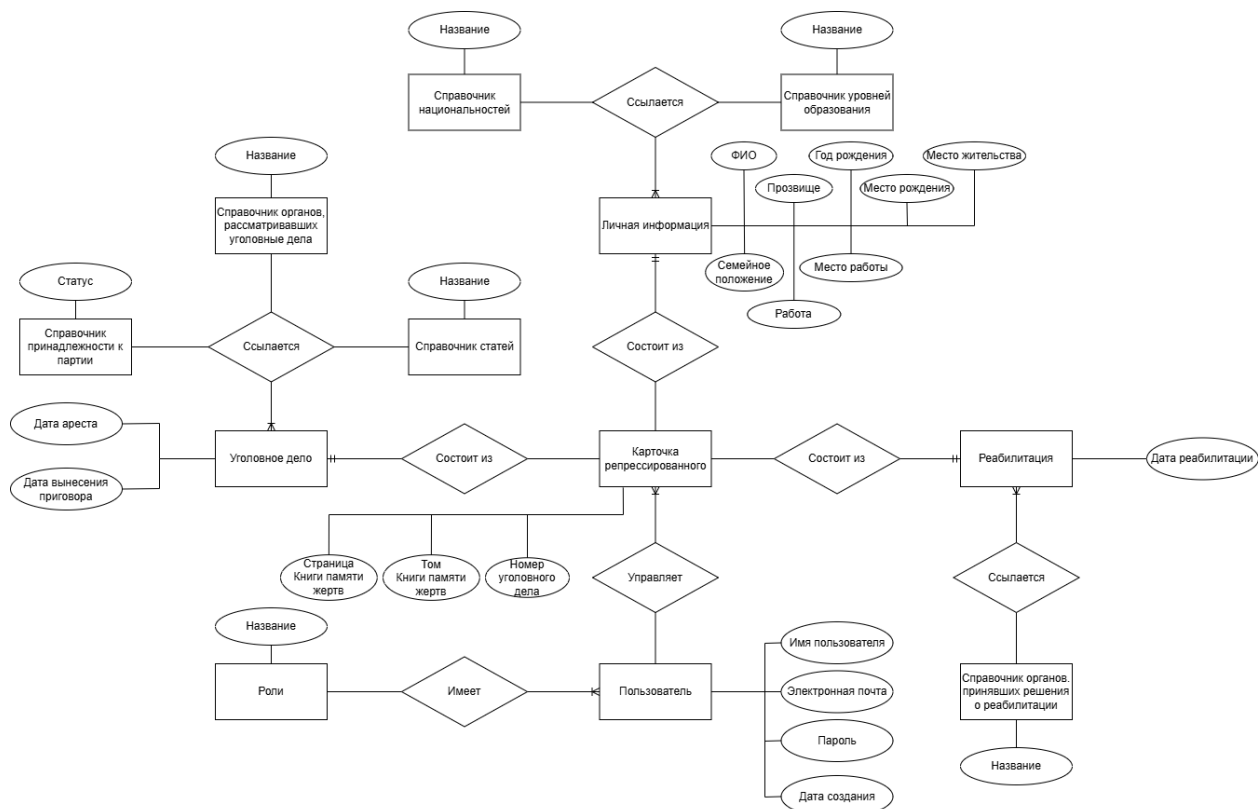 Название
Название
Справочник
национальностей
Ссылается
Справочник уровней
образования
Название
ФИО
Год рождения
Место жительства
Прозвище
Место рождения
Справочник органов,
рассматривавших
уголовные дела
Личная информация
Семейное
положение
Место работы
Статус
Название
Работа
Справочник
принадлежности к
партии
Ссылается
Справочник статей
Состоит из
Дата ареста
Уголовное дело
Состоит из
Карточка
репрессированного
Состоит из
Реабилитация
Дата реабилитации
Дата вынесения
приговора
Страница
Книги памяти
жертв
Том
Книги памяти
жертв
Номер
уголовного
дела
Управляет
Ссылается
Название
Имя пользователя
Роли
Имеет
Пользователь
Электронная почта
Справочник органов.
принявших решения
о реабилитации
Пароль
Название
Дата создания